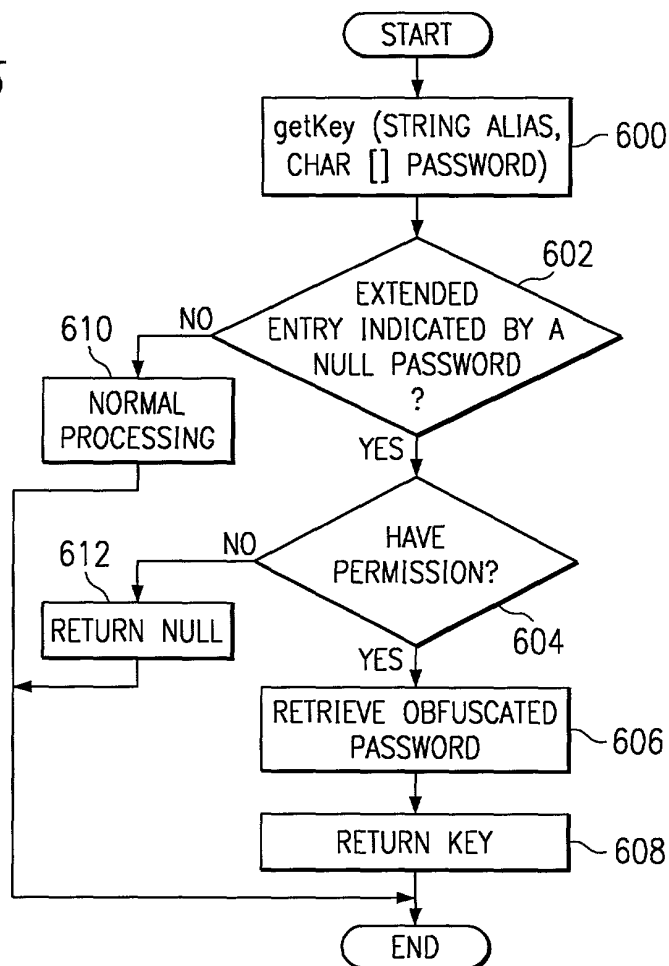 START
getKey (STRING ALIAS,
CHAR [] PASSWORD)
600
602
EXTENDED
ENTRY INDICATED BY A
NULL PASSWORD
?
NO
610
NORMAL
PROCESSING
YES
HAVE
PERMISSION?
604
NO
612
RETURN NULL
YES
RETRIEVE OBFUSCATED
PASSWORD
606
RETURN KEY
608
END